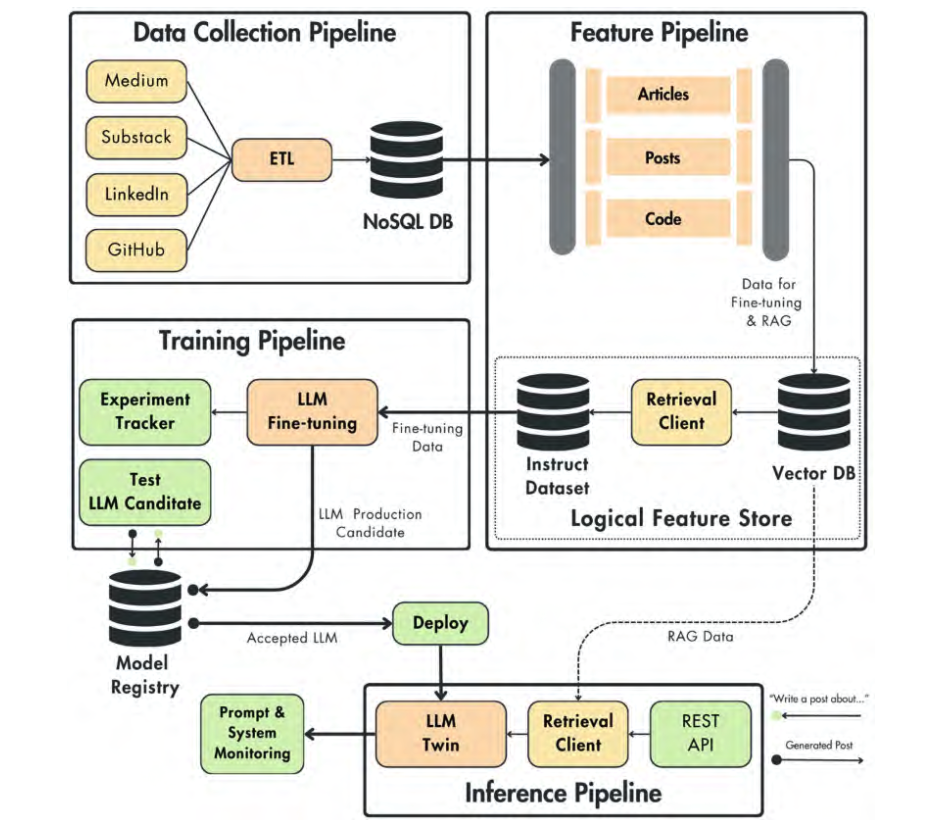 Data Collection Pipeline
Medium
Substack
LinkedIn
GitHub
ETL
NoSQL DB
Feature Pipeline
Articles
Posts
Code
Data for
Fine-tuning
& RAG
Training Pipeline
Experiment
Tracker
LLM
Fine-tuning
Fine-tuning
Data
Instruct
Dataset
Retrieval
Client
Vector DB
Logical Feature Store
Test
LLM Canditate
LLM Production
Candidate
Model
Registry
Accepted LLM
Deploy
RAG Data
Prompt &
System
Monitoring
LLM
Twin
Retrieval
Client
REST
API
Inference Pipeline
"Write a post about..."
Generated Post